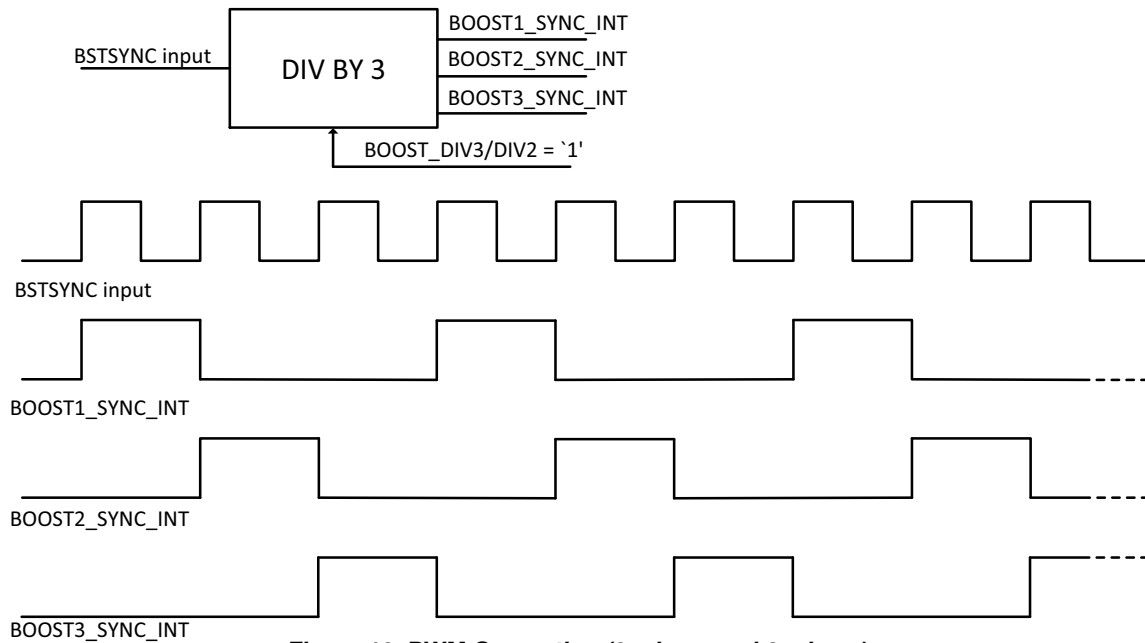 BOOST1_SYNC_INT
BSTSYNC input
BOOST2_SYNC_INT
DIV BY 3
BOOST3_SYNC_INT
BOOST_DIV3/DIV2 = `1'
BSTSYNC input
BOOST1_SYNC_INT
BOOST2_SYNC_INT
BOOST3_SYNC_INT